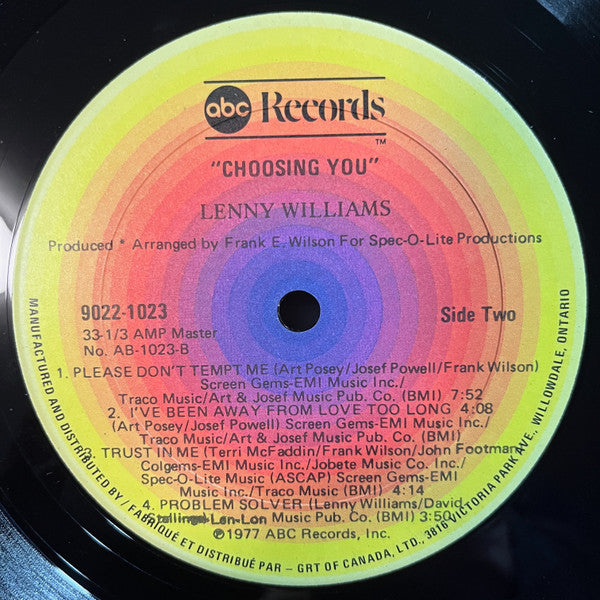 abc Records
TM
"CHOOSING YOU"
LENNY WILLIAMS
Produced * Arranged by Frank E. Wilson For Spec-O-Lite Productions
9022-1023
Side Two
33-1/3 AMP Master
No. AB-1023-B
1. PLEASE DON'T TEMPT ME (Art Posey/Josef Powell/Frank Wilson)
Screen Gems-EMI Music Inc./
Traco Music/Art & Josef Music Pub. Co. (BMI) 7:52
2. I'VE BEEN AWAY FROM LOVE TOO LONG 4:08
(Art Posey/Josef Powell) Screen Gems-EMI Music Inc./
Traco Music/Art & Josef Music Pub. Co. (BMI)
3. TRUST IN ME (Terri McFaddin/Frank Wilson/John Footman)
Colgems-EMI Music Inc./Jobete Music Co. Inc./
Spec-O-Lite Music (ASCAP) Screen Gems-EMI
Music Inc./Traco Music (BMI) 4:14
4. PROBLEM SOLVER (Lenny Williams/David
Len-Lon Music Pub. Co. (BMI) 3:50
℗1977 ABC Records, Inc.
MANUFACTURED AND DISTRIBUTED BY / FABRIQUÉ ET DISTRIBUÉ PAR - GRT OF CANADA, LTD., 3816 VICTORIA PARK AVE. WILLOWDALE, ONTARIO